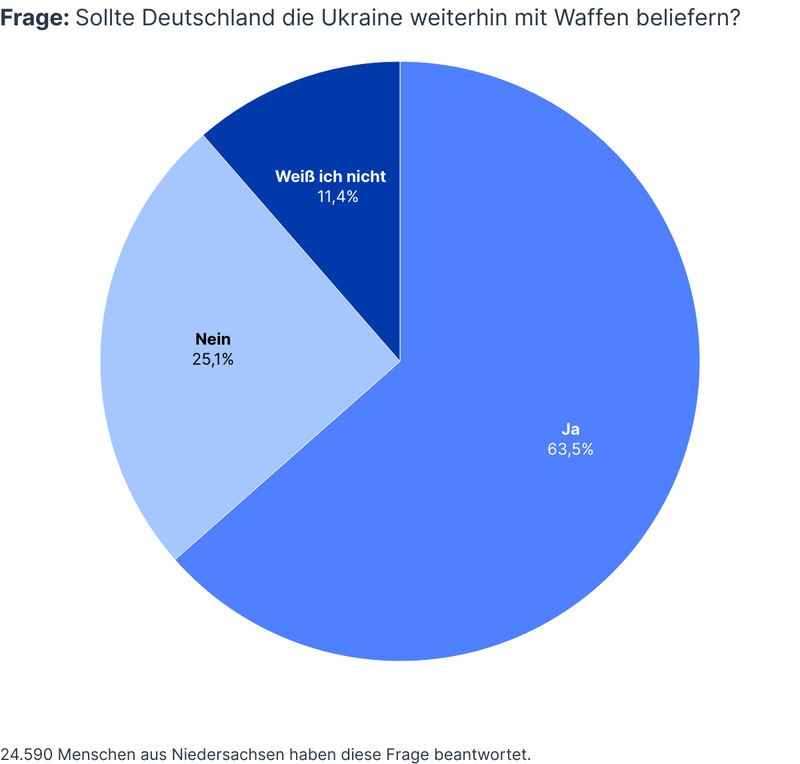 Frage: Sollte Deutschland die Ukraine weiterhin mit Waffen beliefern?
Weiß ich nicht
11,4%
Nein
25,1%
Ja
63,5%
24.590 Menschen aus Niedersachsen haben diese Frage beantwortet.